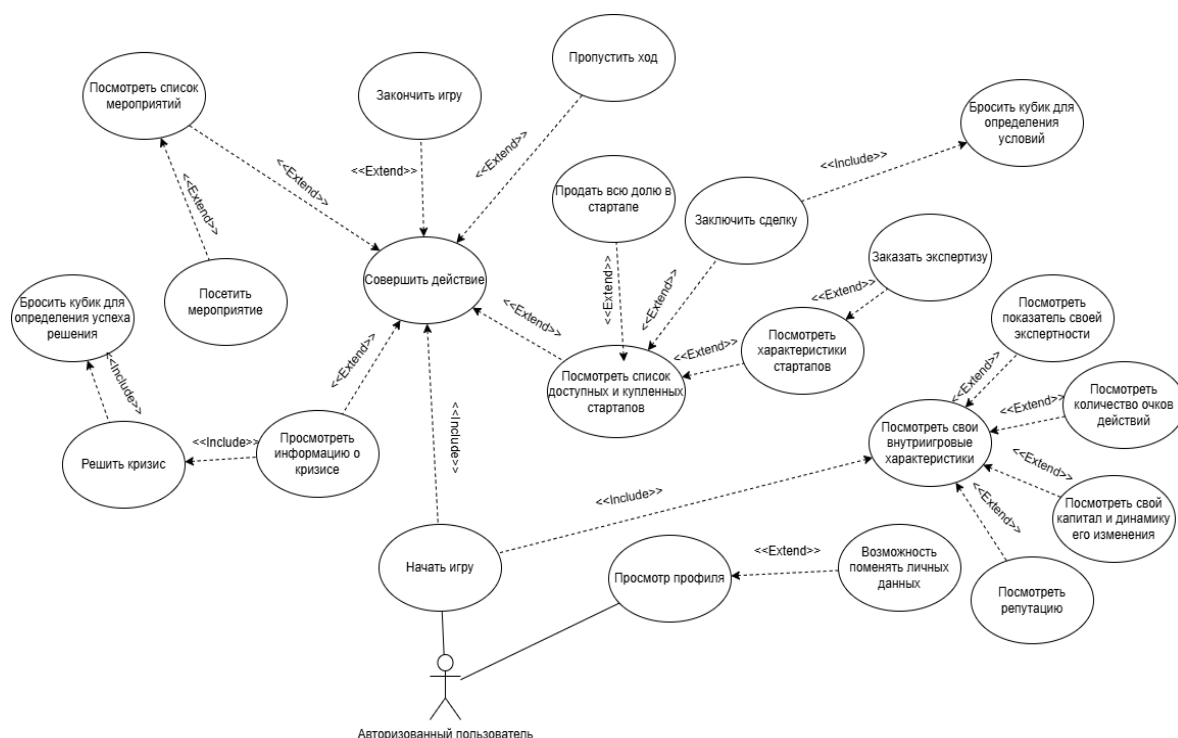 Пропустить ход
Посмотреть список
мероприятий
Закончить игру
Бросить кубик для
определения
условий
<<Include>>
<<Extend>>
<<Extend>>
<<Extend>>
<<Extend>>
Продать всю долю в
стартапе
Заключить сделку
Заказать экспертизу
Совершить действие
Посетить
мероприятие
<<Extend>>
<<Extend>>
<<Extend>>
Бросить кубик для
определения успеха
решения
<<Extend>>
Посмотреть
показатель своей
экспертности
Посмотреть
характеристики
стартапов
<<Extend>>
<<Include>>
<<Extend>>
Посмотреть список
доступных и купленных
стартапов
<<Extend>>
Посмотреть
количество очков
действий
<<Extend>>
Посмотреть свои
внутриигровые
характеристики
Решить кризис
<<Include>>
Просмотреть
информацию о
кризисе
<<Include>>
<<Include>>
<<Extend>>
Посмотреть свой
капитал и динамику
его изменения
<<Extend>>
Начать игру
Просмотр профиля
<<Extend>>
Возможность
поменять личных
данных
Посмотреть
репутацию
Авторизованный пользователь